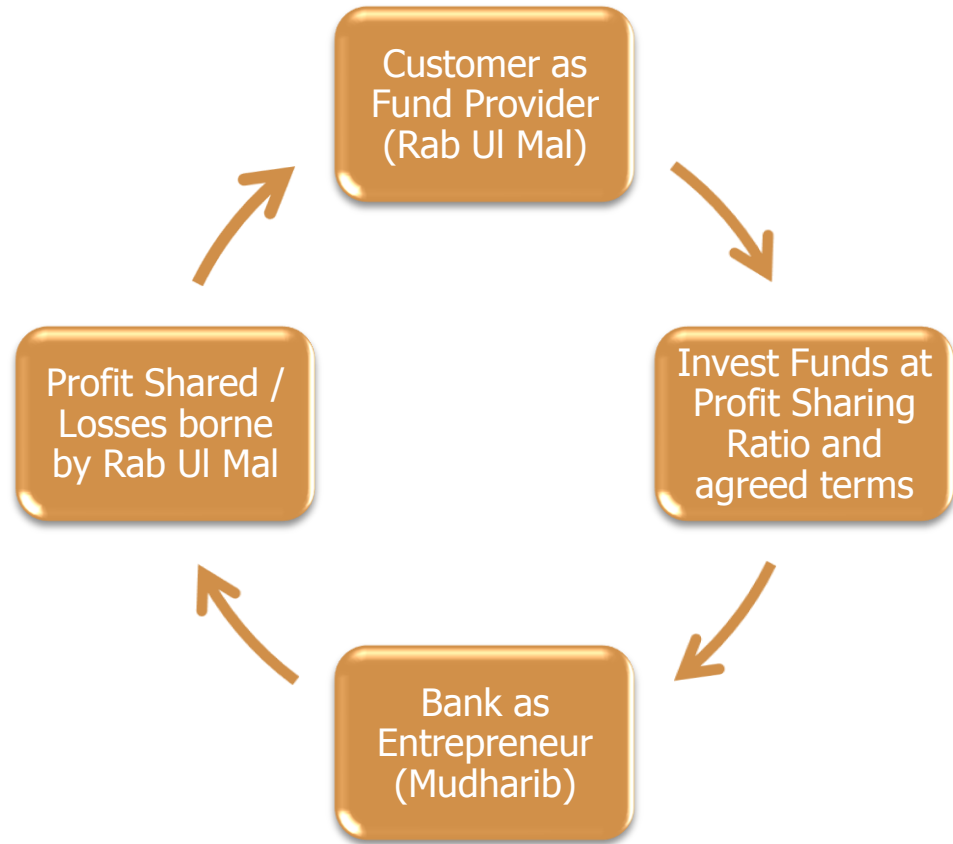 Customer as
Fund Provider
(Rab Ul Mal)
Invest Funds at
Profit Sharing
Ratio and
agreed terms
Bank as
Entrepreneur
(Mudharib)
Profit Shared /
Losses borne
by Rab Ul Mal